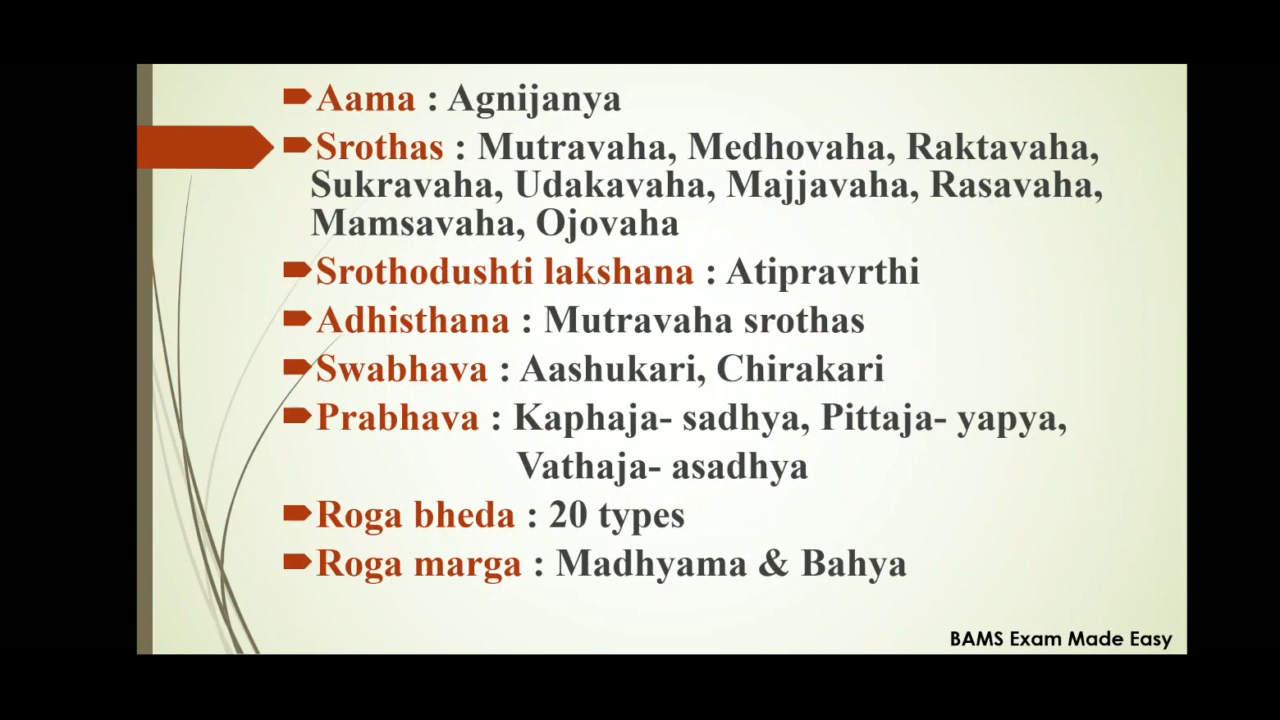 Aama : Agnijanya
Srothas : Mutravaha, Medhovaha, Raktavaha,
Sukravaha, Udakavaha, Majjavaha, Rasavaha,
Mamsavaha, Ojovaha
Srothodushti lakshana : Atipravrthi
Adhisthana : Mutravaha srothas
Swabhava : Aashukari, Chirakari
Prabhava : Kaphaja- sadhya, Pittaja- yapya,
Vathaja- asadhya
Roga bheda : 20 types
Roga marga : Madhyama & Bahya
BAMS Exam Made Easy